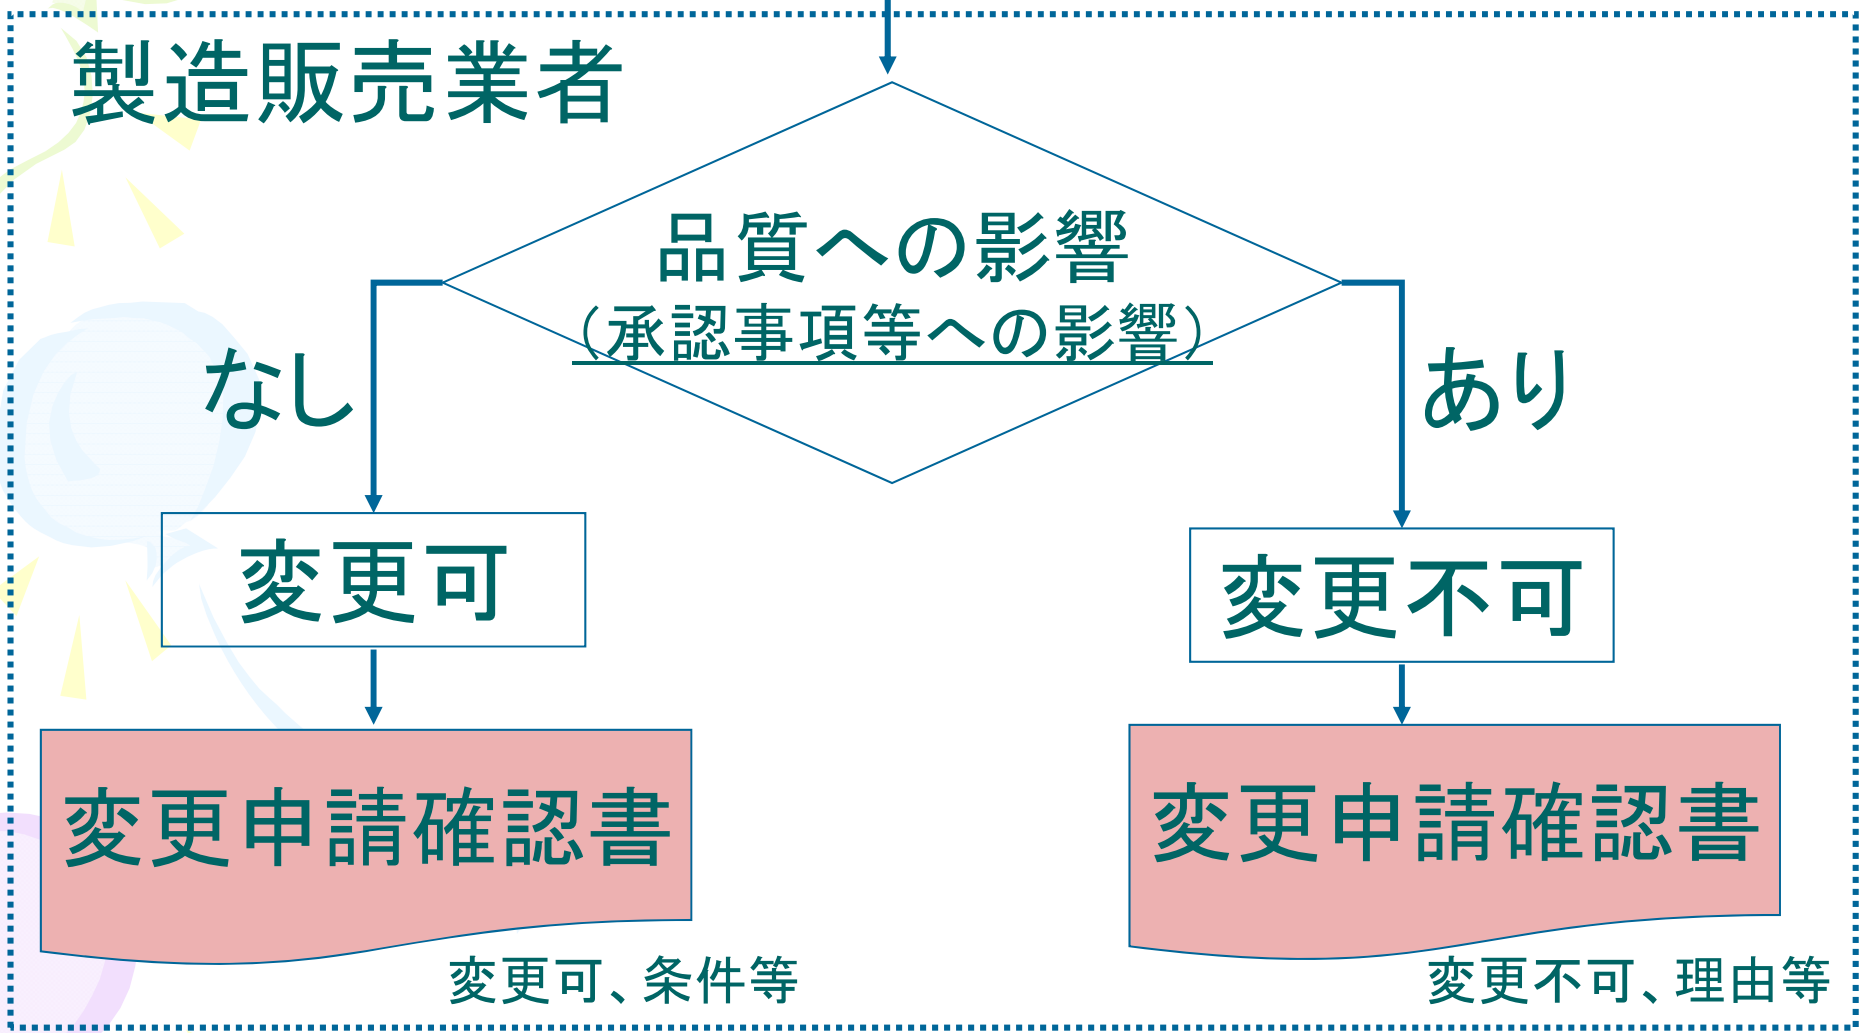 製造販売業者
品質への影響
（承認事項等への影響）
なし
あり
変更可
変更不可
変更申請確認書
変更申請確認書
変更可、条件等
変更不可、理由等